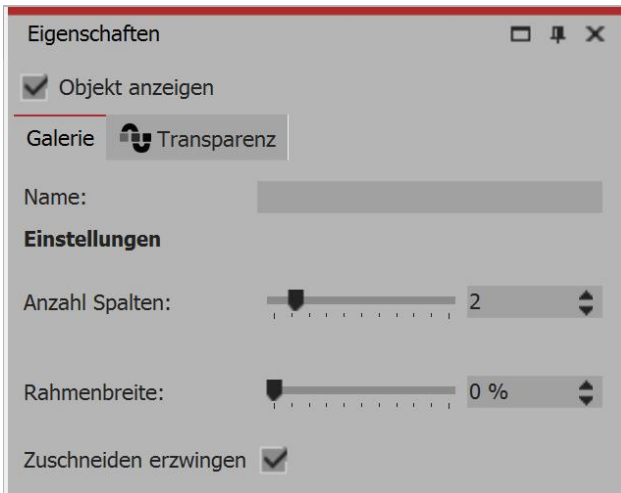 Eigenschaften
Objekt anzeigen
Galerie Transparenz
Name:
Einstellungen
Anzahl Spalten: 2
Rahmenbreite: 0 %
Zuschneiden erzwingen